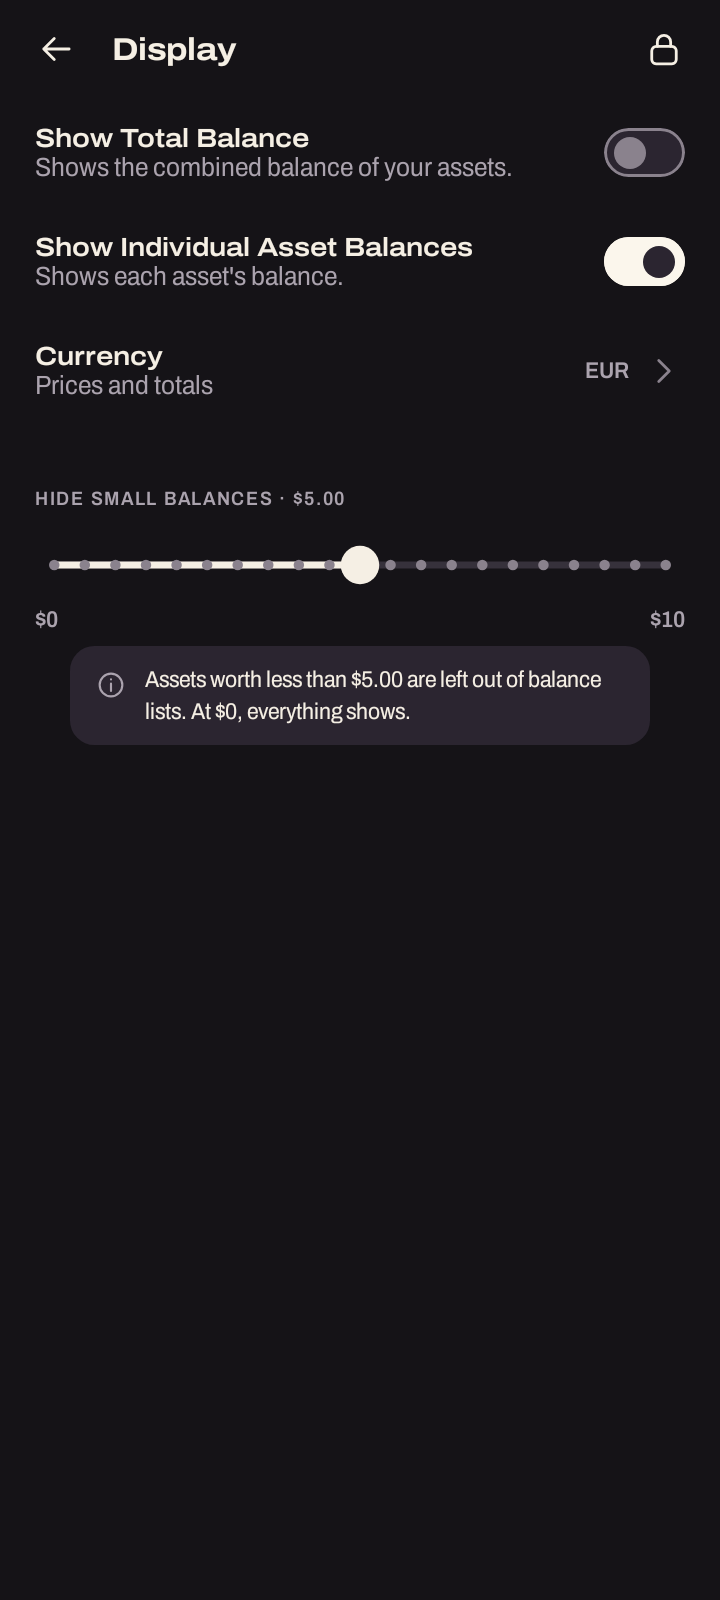 Display
Show Total Balance
Shows the combined balance of your assets.
Show Individual Asset Balances
Shows each asset's balance.
Currency
Prices and totals
EUR
HIDE SMALL BALANCES · $5.00
$0
$10
Assets worth less than $5.00 are left out of balance
lists. At $0, everything shows.